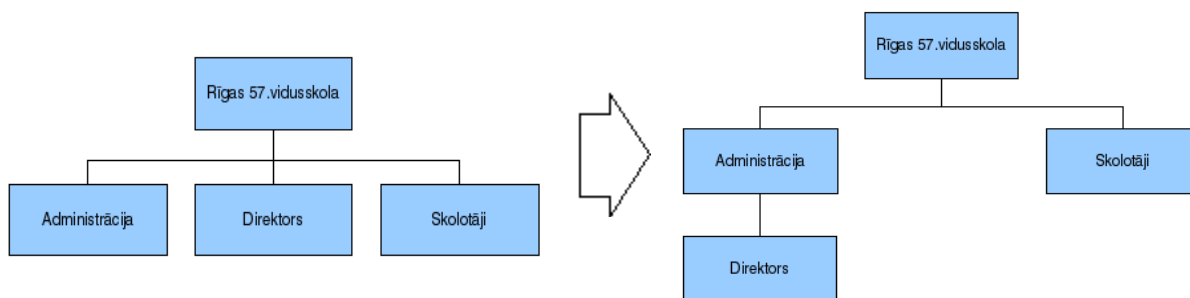 Rīgas 57.vidusskola
Administrācija
Direktors
Skolotāji
Rīgas 57.vidusskola
Administrācija
Skolotāji
Direktors